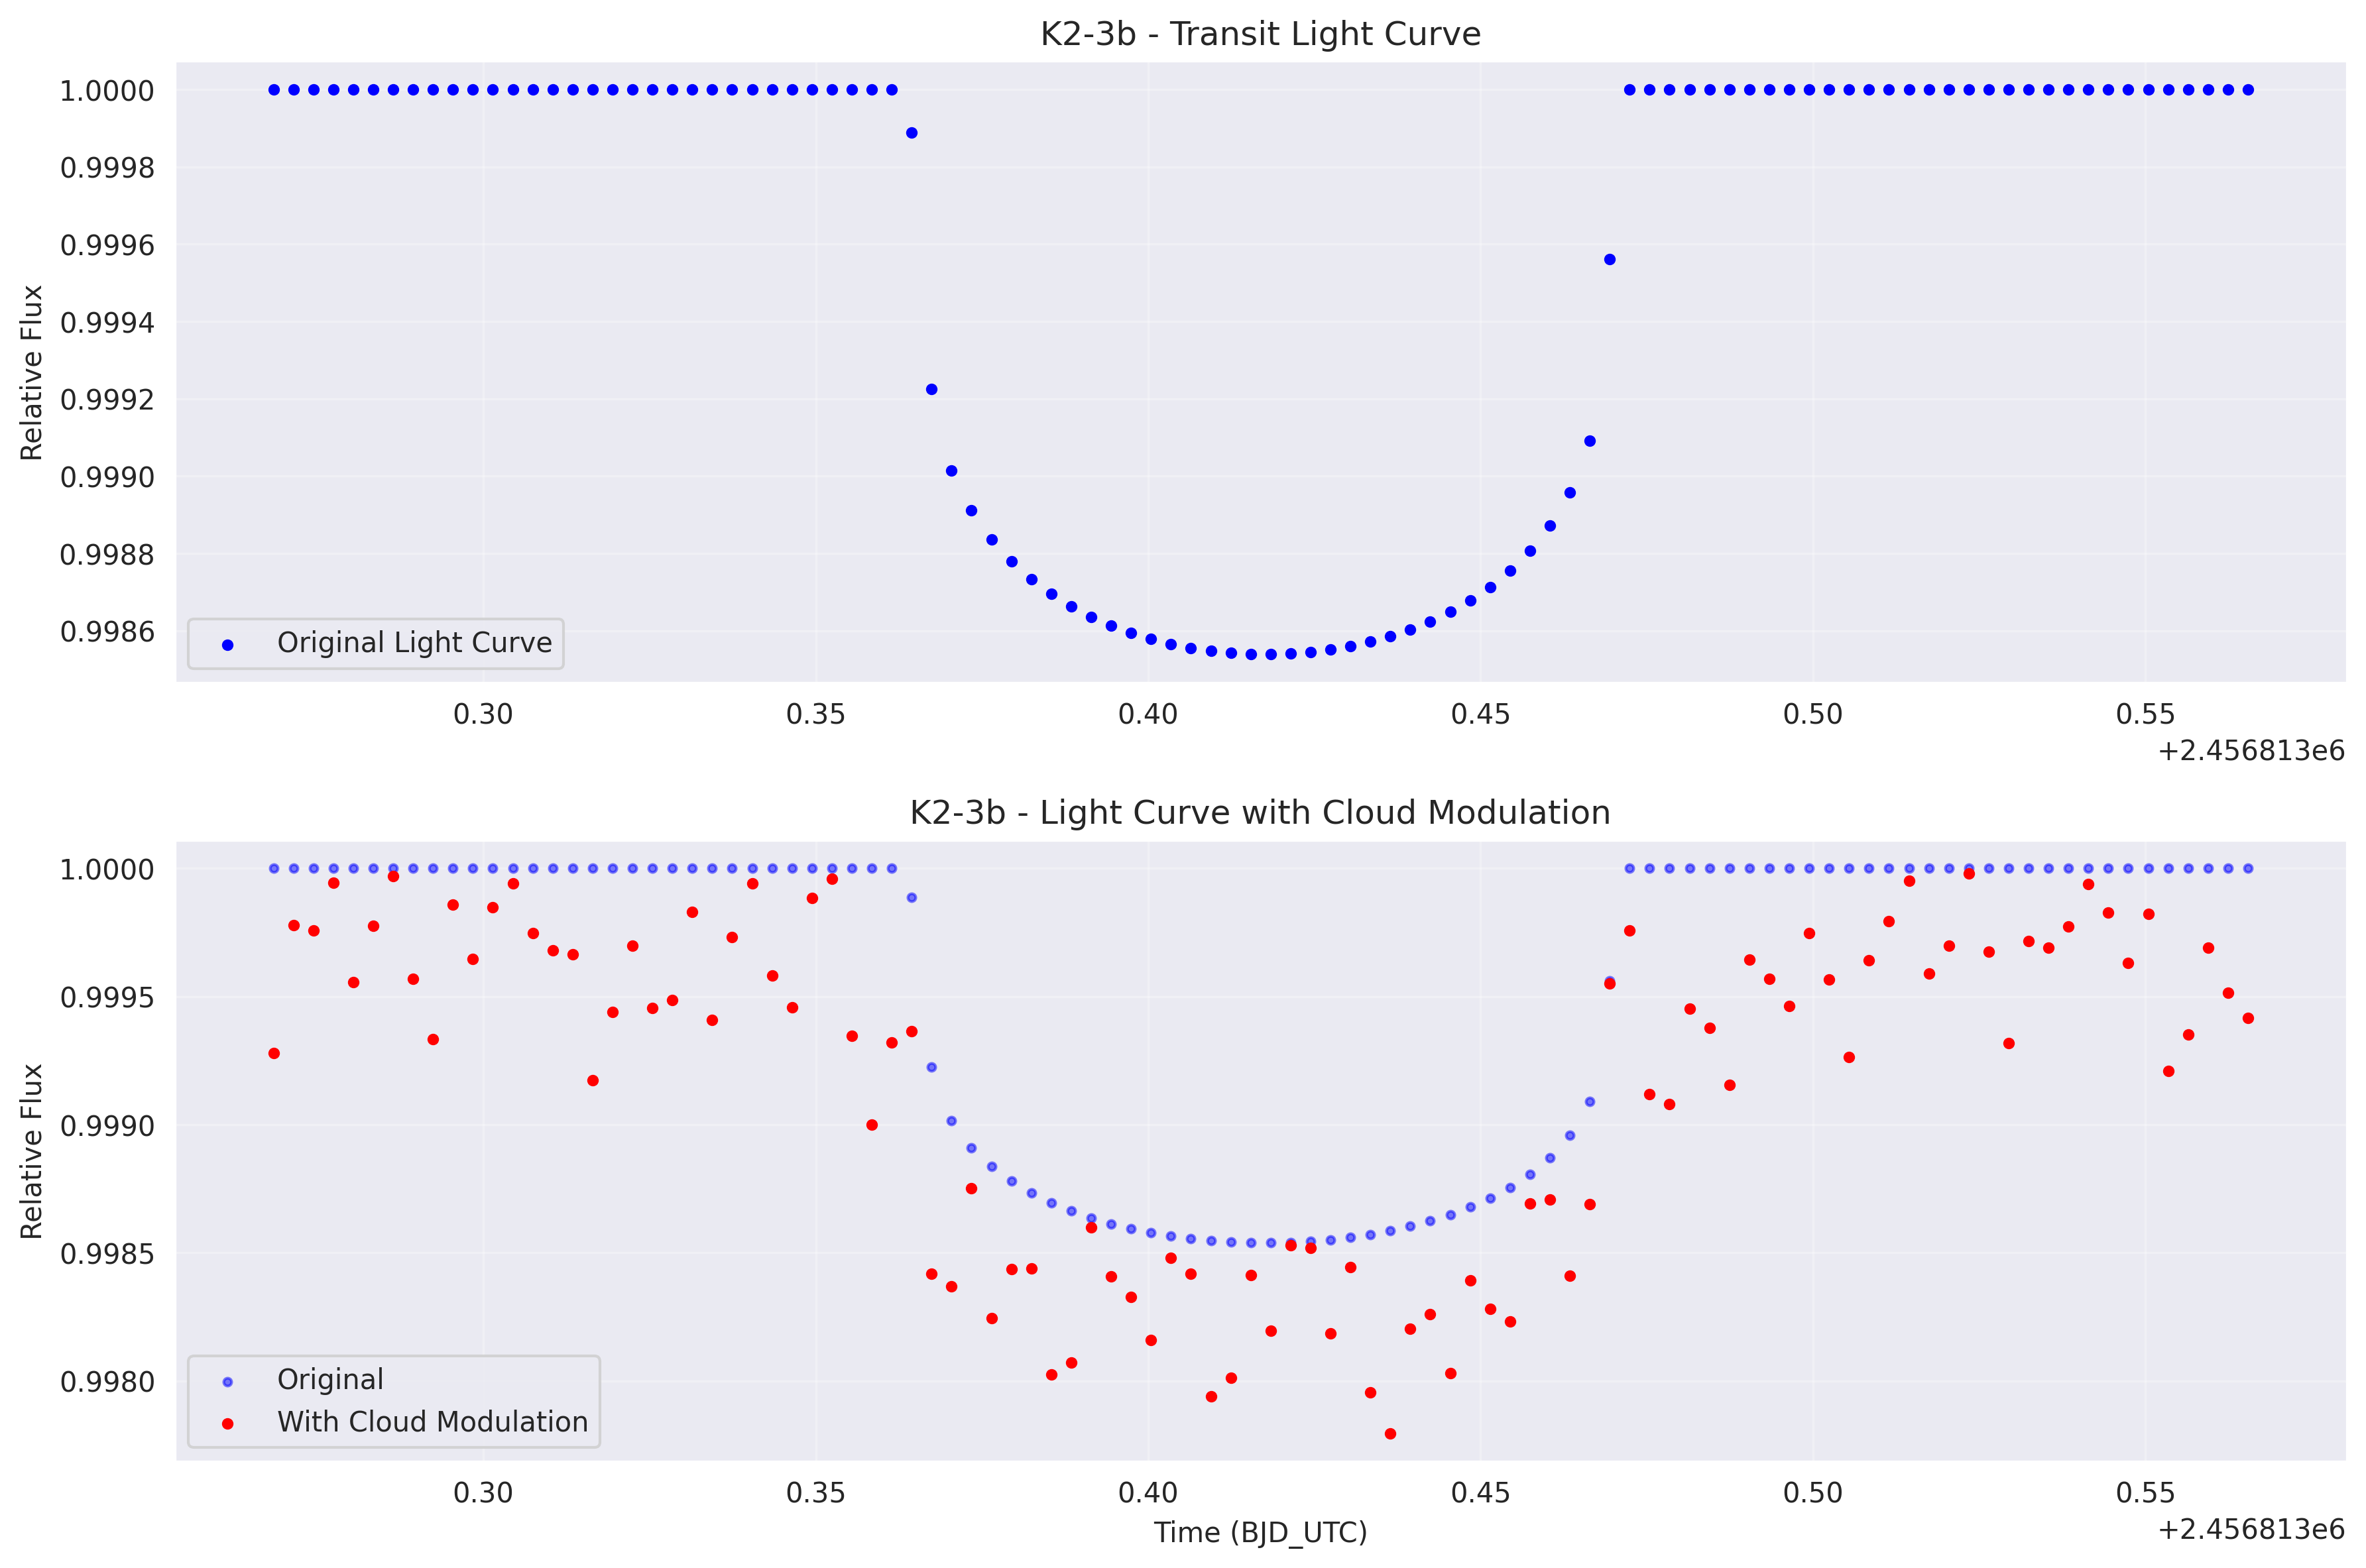 K2-3b - Transit Light Curve
Relative Flux
1.0000
0.9998
0.9996
0.9994
0.9992
0.9990
0.9988
0.9986
Original Light Curve
0.30 0.35 0.40 0.45 0.50 0.55
+2.456813e6
K2-3b - Light Curve with Cloud Modulation
Relative Flux
1.0000
0.9995
0.9990
0.9985
0.9980
Original
With Cloud Modulation
0.30 0.35 0.40 0.45 0.50 0.55
Time (BJD_UTC)
+2.456813e6